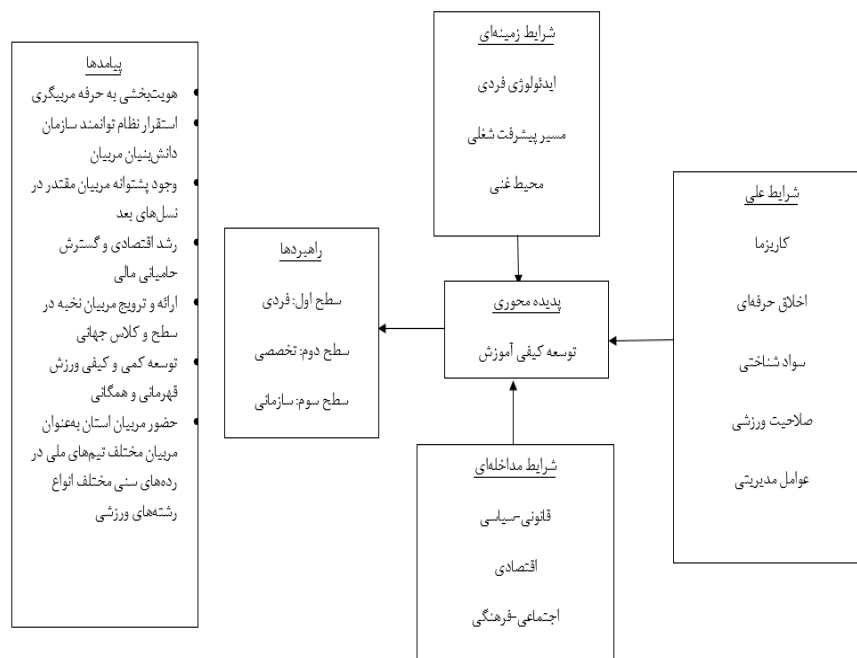 شرایط زمینه‌ای
ایدئولوژی فردی
مسیر پیشرفت شغلی
محیط غنی
شرایط علی
کاریزما
اخلاق حرفه‌ای
سواد شناختی
صلاحیت ورزشی
عوامل مدیریتی
پدیده محوری
توسعه کیفی آموزش
شرایط مداخله‌ای
قانونی-سیاسی
اقتصادی
اجتماعی-فرهنگی
راهبردها
سطح اول: فردی
سطح دوم: تخصصی
سطح سوم: سازمانی
پیامدها
• هویت‌بخشی به حرفه مربیگری
• استقرار نظام توانمند سازمان
دانش‌بنیان مربیان
• وجود پشتوانه مربیان مقتدر در
نسل‌های بعد
• رشد اقتصادی و گسترش
حامیانی مالی
• ارائه و ترویج مربیان نخبه در
سطح و کلاس جهانی
• توسعه کمی و کیفی ورزش
قهرمانی و همگانی
• حضور مربیان استان به‌عنوان
مربیان مختلف تیم‌های ملی در
رده‌های سنی مختلف انواع
رشته‌های ورزشی